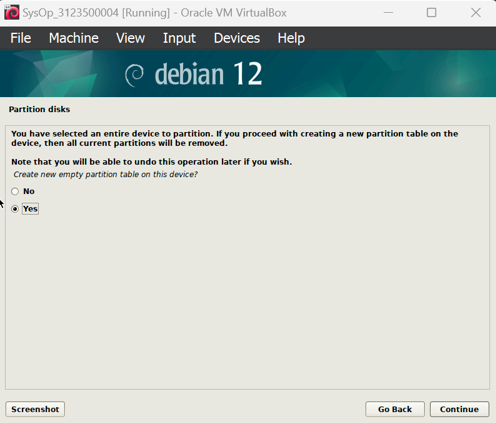 SysOp_3123500004 [Running] - Oracle VM VirtualBox
File Machine View Input Devices Help
debian 12
Partition disks
You have selected an entire device to partition. If you proceed with creating a new partition table on the
device, then all current partitions will be removed.
Note that you will be able to undo this operation later if you wish.
Create new empty partition table on this device?
No
Yes
Screenshot Go Back Continue